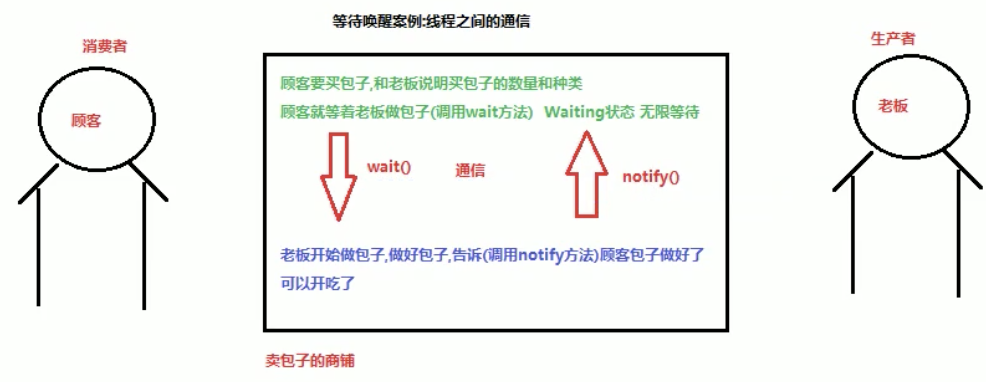 等待唤醒案例:线程之间的通信
消费者
生产者
顾客
老板
顾客要买包子,和老板说明买包子的数量和种类
顾客就等着老板做包子(调用wait方法) Waiting状态 无限等待
wait()
通信
notify()
老板开始做包子,做好包子,告诉(调用notify方法)顾客包子做好了
可以开吃了
卖包子的商铺